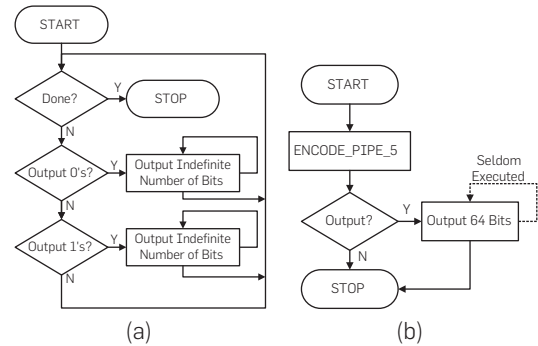 START
Done?
Y
STOP
N
Output 0's?
Y
Output Indefinite
Number of Bits
N
Output 1's?
Y
Output Indefinite
Number of Bits
N
(a)
START
ENCODE_PIPE_5
Seldom
Executed
Output?
Y
Output 64 Bits
N
STOP
(b)